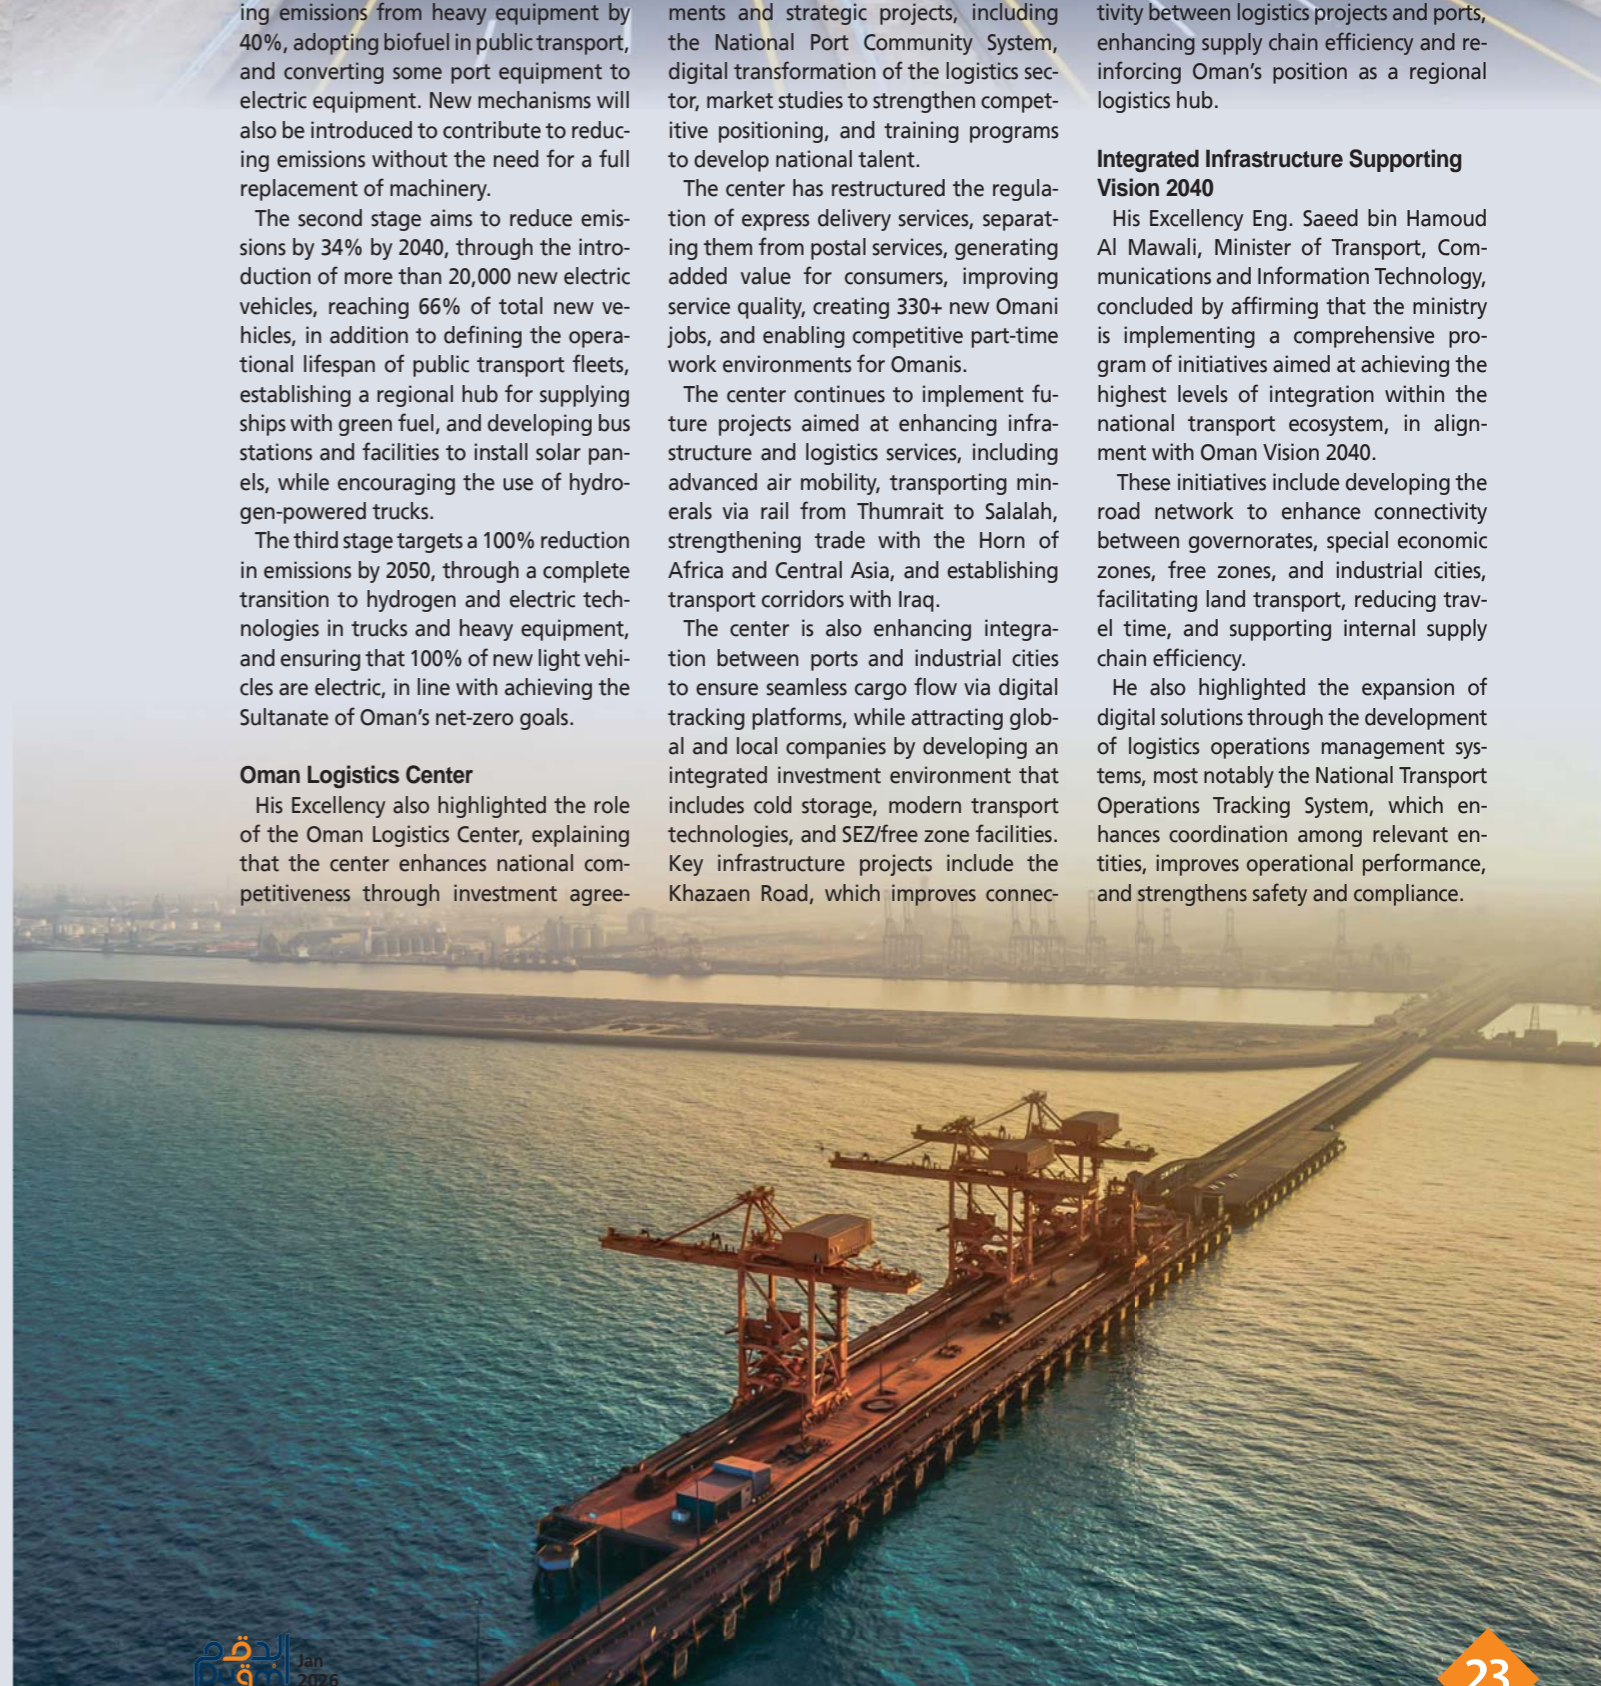 ing emissions from heavy equipment by
40%, adopting biofuel in public transport,
and converting some port equipment to
electric equipment. New mechanisms will
also be introduced to contribute to reduc-
ing emissions without the need for a full
replacement of machinery.
The second stage aims to reduce emis-
sions by 34% by 2040, through the intro-
duction of more than 20,000 new electric
vehicles, reaching 66% of total new ve-
hicles, in addition to defining the opera-
tional lifespan of public transport fleets,
establishing a regional hub for supplying
ships with green fuel, and developing bus
stations and facilities to install solar pan-
els, while encouraging the use of hydro-
gen-powered trucks.
The third stage targets a 100% reduction
in emissions by 2050, through a complete
transition to hydrogen and electric tech-
nologies in trucks and heavy equipment,
and ensuring that 100% of new light vehi-
cles are electric, in line with achieving the
Sultanate of Oman's net-zero goals.
Oman Logistics Center
His Excellency also highlighted the role
of the Oman Logistics Center, explaining
that the center enhances national com-
petitiveness through investment agree-
ments and strategic projects, including
the National Port Community System,
digital transformation of the logistics sec-
tor, market studies to strengthen compet-
itive positioning, and training programs
to develop national talent.
The center has restructured the regula-
tion of express delivery services, separat-
ing them from postal services, generating
added value for consumers, improving
service quality, creating 330+ new Omani
jobs, and enabling competitive part-time
work environments for Omanis.
The center continues to implement fu-
ture projects aimed at enhancing infra-
structure and logistics services, including
advanced air mobility, transporting min-
erals via rail from Thumrait to Salalah,
strengthening trade with the Horn of
Africa and Central Asia, and establishing
transport corridors with Iraq.
The center is also enhancing integra-
tion between ports and industrial cities
to ensure seamless cargo flow via digital
tracking platforms, while attracting glob-
al and local companies by developing an
integrated investment environment that
includes cold storage, modern transport
technologies, and SEZ/free zone facilities.
Key infrastructure projects include the
Khazaen Road, which improves connec-
tivity between logistics projects and ports,
enhancing supply chain efficiency and re-
inforcing Oman's position as a regional
logistics hub.
Integrated Infrastructure Supporting
Vision 2040
His Excellency Eng. Saeed bin Hamoud
Al Mawali, Minister of Transport, Com-
munications and Information Technology,
concluded by affirming that the ministry
is implementing a comprehensive pro-
gram of initiatives aimed at achieving the
highest levels of integration within the
national transport ecosystem, in align-
ment with Oman Vision 2040.
These initiatives include developing the
road network to enhance connectivity
between governorates, special economic
zones, free zones, and industrial cities,
facilitating land transport, reducing trav-
el time, and supporting internal supply
chain efficiency.
He also highlighted the expansion of
digital solutions through the development
of logistics operations management sys-
tems, most notably the National Transport
Operations Tracking System, which en-
hances coordination among relevant en-
tities, improves operational performance,
and strengthens safety and compliance.
الدقم
Jan
2026
23